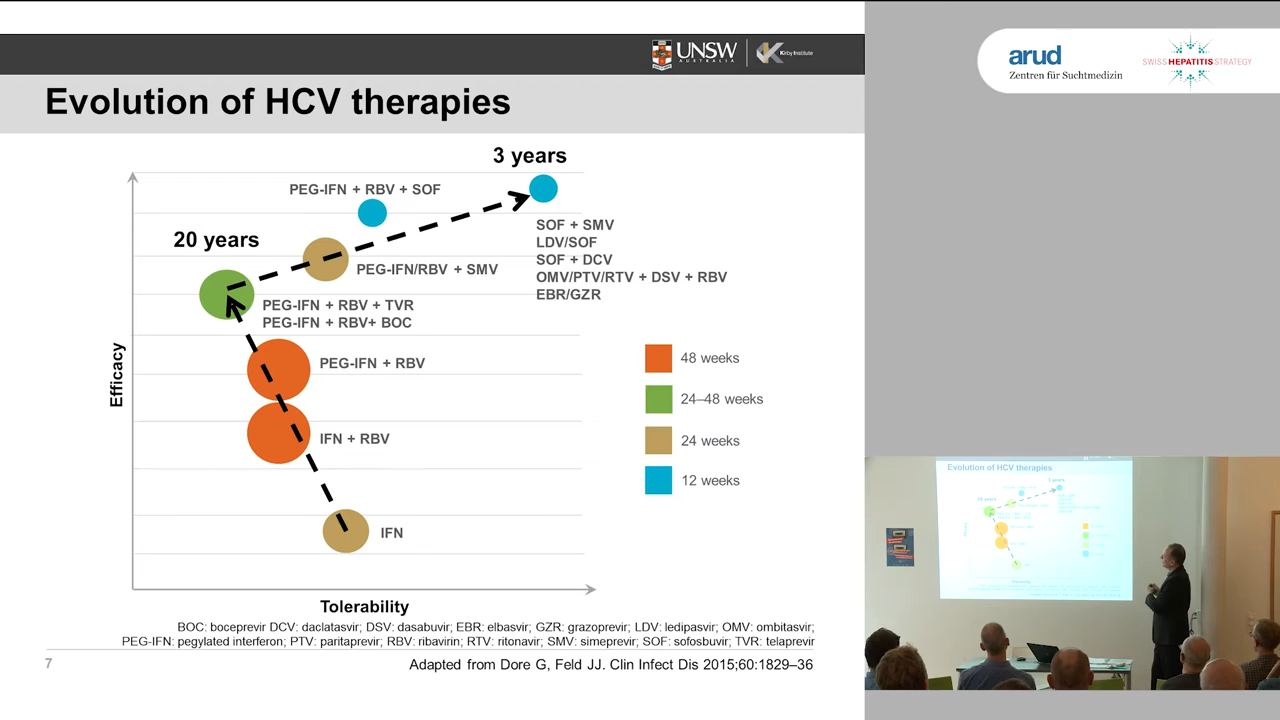 UNSW
AUSTRALIA
Kirby Institute
arud
Zentren für Suchtmedizin
SWISS HEPATITIS STRATEGY
Evolution of HCV therapies
3 years
PEG-IFN + RBV + SOF
20 years
SOF + SMV
LDV/SOF
SOF + DCV
OMV/PTV/RTV + DSV + RBV
EBR/GZR
PEG-IFN/RBV + SMV
PEG-IFN + RBV + TVR
PEG-IFN + RBV+ BOC
PEG-IFN + RBV
IFN + RBV
IFN
Efficacy
48 weeks
24–48 weeks
24 weeks
12 weeks
Tolerability
BOC: boceprevir DCV: daclatasvir; DSV: dasabuvir; EBR: elbasvir; GZR: grazoprevir; LDV: ledipasvir; OMV: ombitasvir;
PEG-IFN: pegylated interferon; PTV: paritaprevir; RBV: ribavirin; RTV: ritonavir; SMV: simeprevir; SOF: sofosbuvir; TVR: telaprevir
7
Adapted from Dore G, Feld JJ. Clin Infect Dis 2015;60:1829–36
Evolution of HCV therapies
3 years
20 years